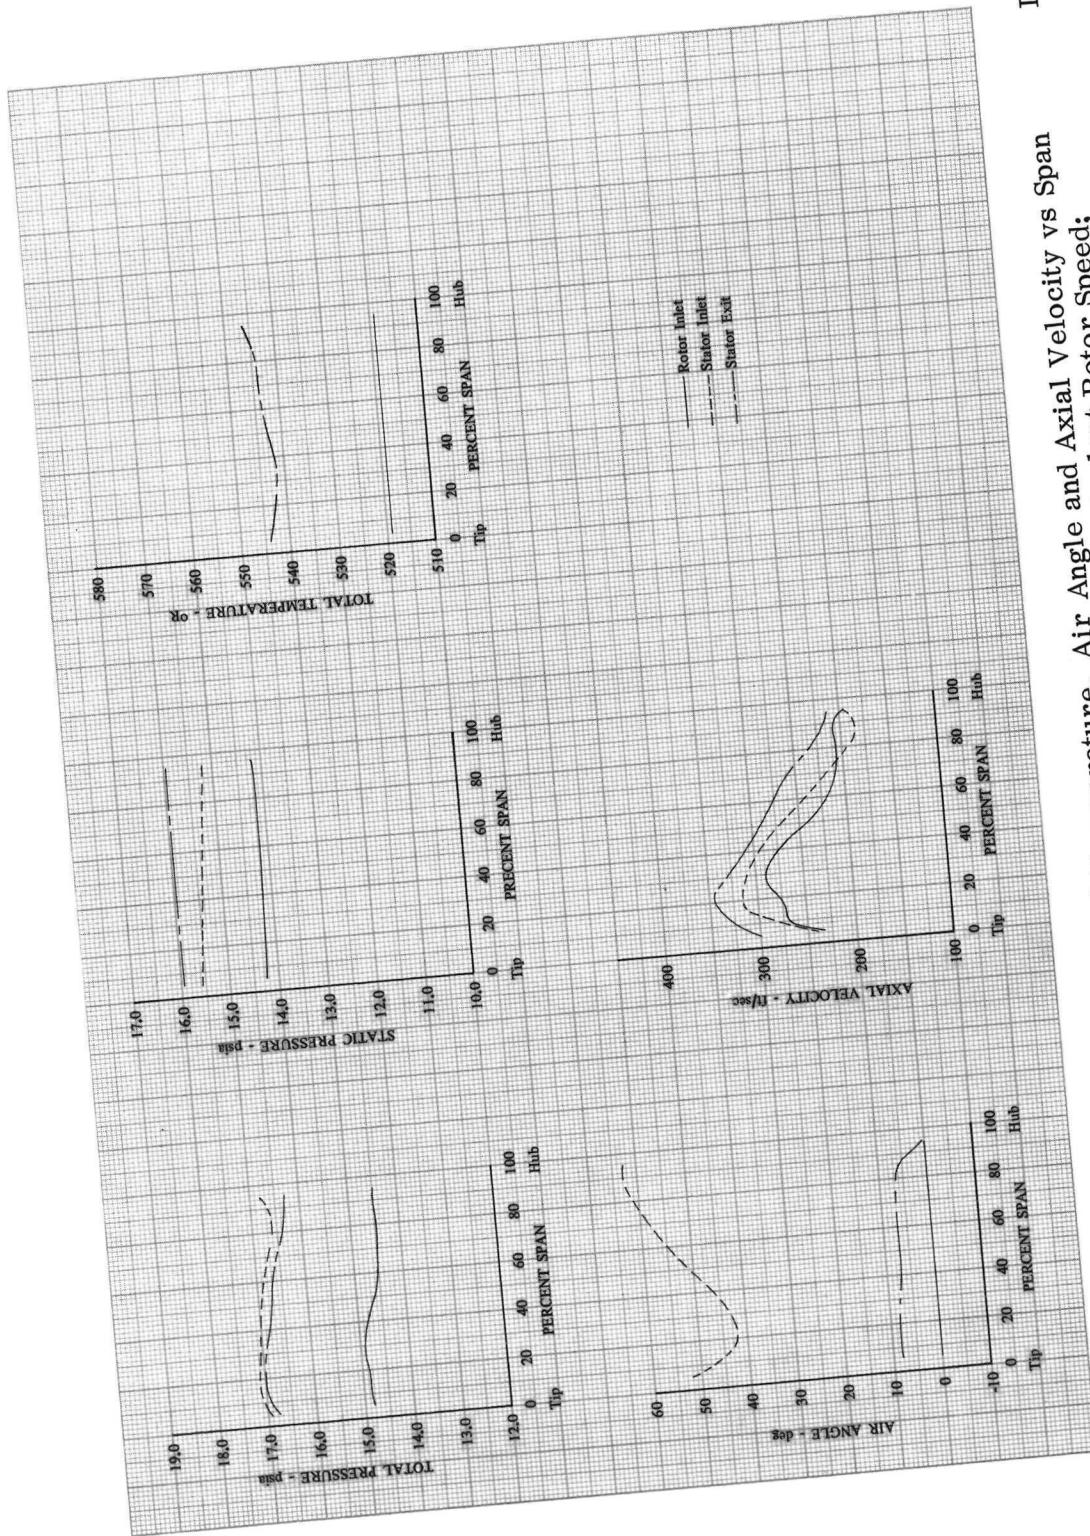 19.0
18.0
17.0
16.0
15.0
14.0
13.0
12.0
TOTAL PRESSURE - psia
0 20 40 60 80 100
Tip Hub
PERCENT SPAN
17.0
16.0
15.0
14.0
13.0
12.0
11.0
10.0
STATIC PRESSURE - psia
0 20 40 60 80 100
Tip Hub
PRECENT SPAN
580
570
560
550
540
530
520
510
TOTAL TEMPERATURE - °R
0 20 40 60 80 100
Tip Hub
PERCENT SPAN
60
50
40
30
20
10
0
-10
AIR ANGLE - deg
0 20 40 60 80 100
Tip Hub
PERCENT SPAN
400
300
200
100
AXIAL VELOCITY - ft/sec
0 20 40 60 80 100
Tip Hub
PERCENT SPAN
Rotor Inlet
Stator Inlet
Stator Exit
Air Angle and Axial Velocity vs Span
Rotor Speed;